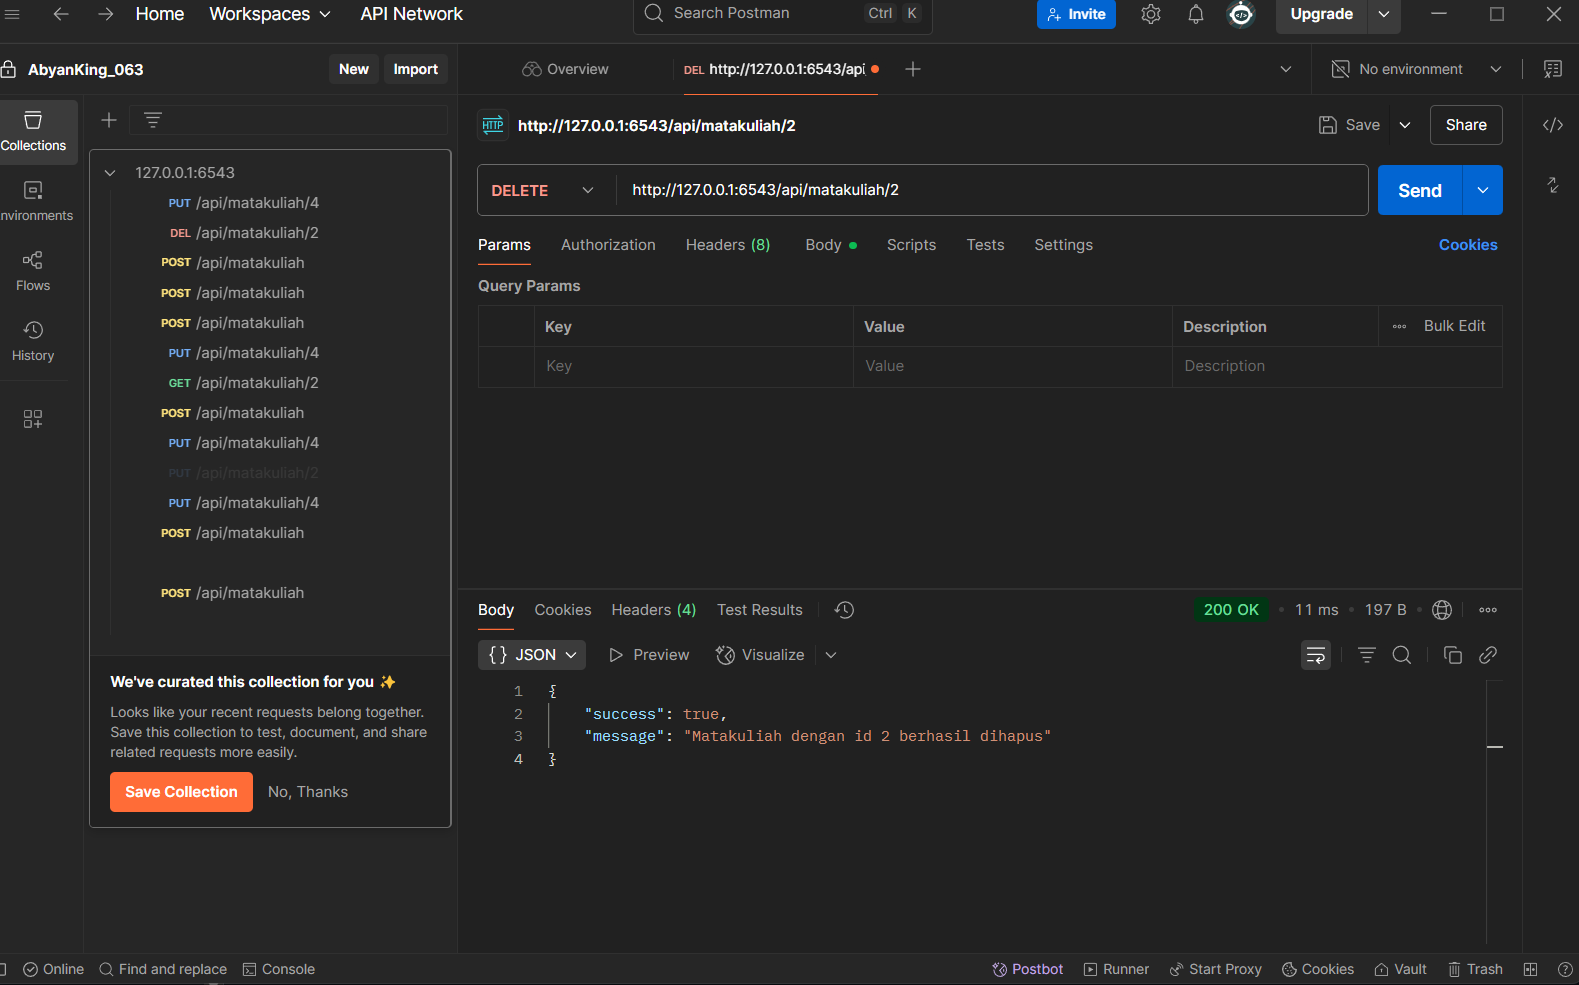 Home Workspaces API Network Search Postman Ctrl K Invite Upgrade
AbyanKing_063 New Import Overview DEL http://127.0.0.1:6543/api No environment
Collections
nvironments
Flows
History
127.0.0.1:6543
PUT /api/matakuliah/4
DEL /api/matakuliah/2
POST /api/matakuliah
POST /api/matakuliah
POST /api/matakuliah
PUT /api/matakuliah/4
GET /api/matakuliah/2
POST /api/matakuliah
PUT /api/matakuliah/4
PUT /api/matakuliah/2
PUT /api/matakuliah/4
POST /api/matakuliah
POST /api/matakuliah
We've curated this collection for you ✨
Looks like your recent requests belong together.
Save this collection to test, document, and share
related requests more easily.
Save Collection No, Thanks
HTTP http://127.0.0.1:6543/api/matakuliah/2 Save Share
DELETE http://127.0.0.1:6543/api/matakuliah/2 Send
Params Authorization Headers (8) Body Scripts Tests Settings Cookies
Query Params
Key Value Description Bulk Edit
Key Value Description
Body Cookies Headers (4) Test Results 200 OK 11 ms 197 B
{} JSON Preview Visualize
1 {
2 "success": true,
3 "message": "Matakuliah dengan id 2 berhasil dihapus"
4 }
Online Find and replace Console Postbot Runner Start Proxy Cookies Vault Trash